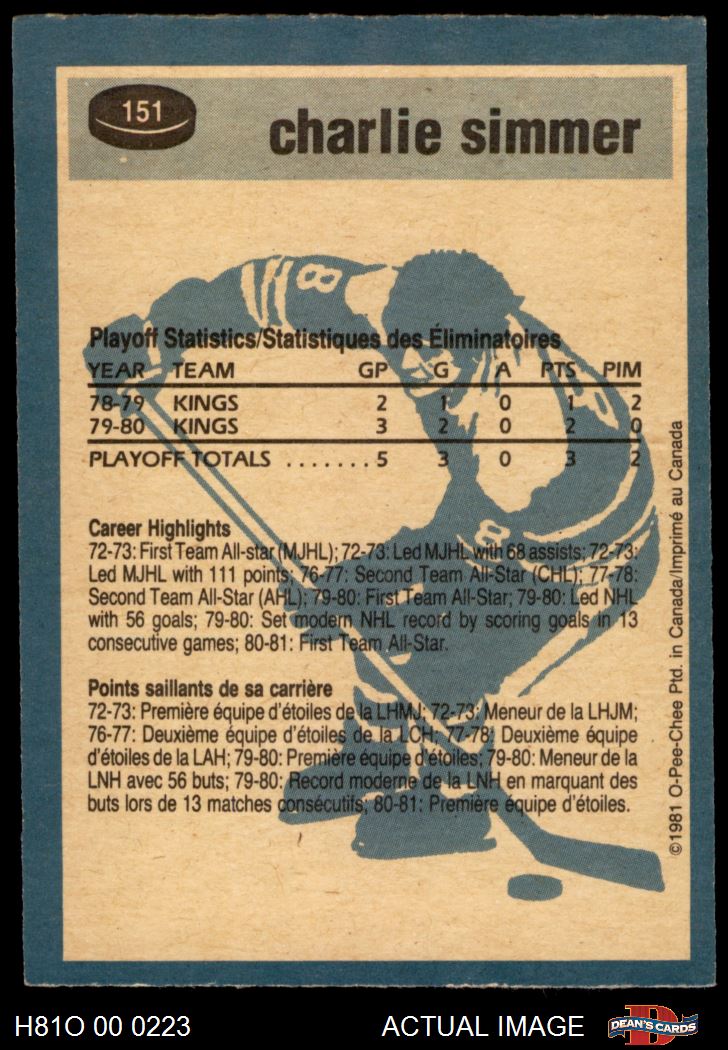 151
charlie simmer
8
Playoff Statistics/Statistiques des Éliminatoires
YEAR TEAM GP G A PTS PIM
78-79 KINGS 2 1 0 1 2
79-80 KINGS 3 2 0 2 0
PLAYOFF TOTALS ....... 5 3 0 3 2
8
8
Career Highlights
72-73: First Team All-star (MJHL); 72-73: Led MJHL with 68 assists; 72-73:
Led MJHL with 111 points; 76-77: Second Team All-Star (CHL); 77-78:
Second Team All-Star (AHL); 79-80: First Team All-Star; 79-80: Led NHL
with 56 goals; 79-80: Set modern NHL record by scoring goals in 13
consecutive games; 80-81: First Team All-Star.
Points saillants de sa carrière
72-73: Première équipe d'étoiles de la LHMJ; 72-73: Meneur de la LHJM;
76-77: Deuxième équipe d'étoiles de la LCH; 77-78: Deuxième équipe
d'étoiles de la LAH; 79-80: Première équipe d'étoiles; 79-80: Meneur de la
LNH avec 56 buts; 79-80: Record moderne de la LNH en marquant des
buts lors de 13 matches consécutifs; 80-81: Première équipe d'étoiles.
©1981 O-Pee-Chee Ptd. in Canada/Imprimé au Canada
H81O 00 0223 ACTUAL IMAGE
D
DEAN'S CARDS